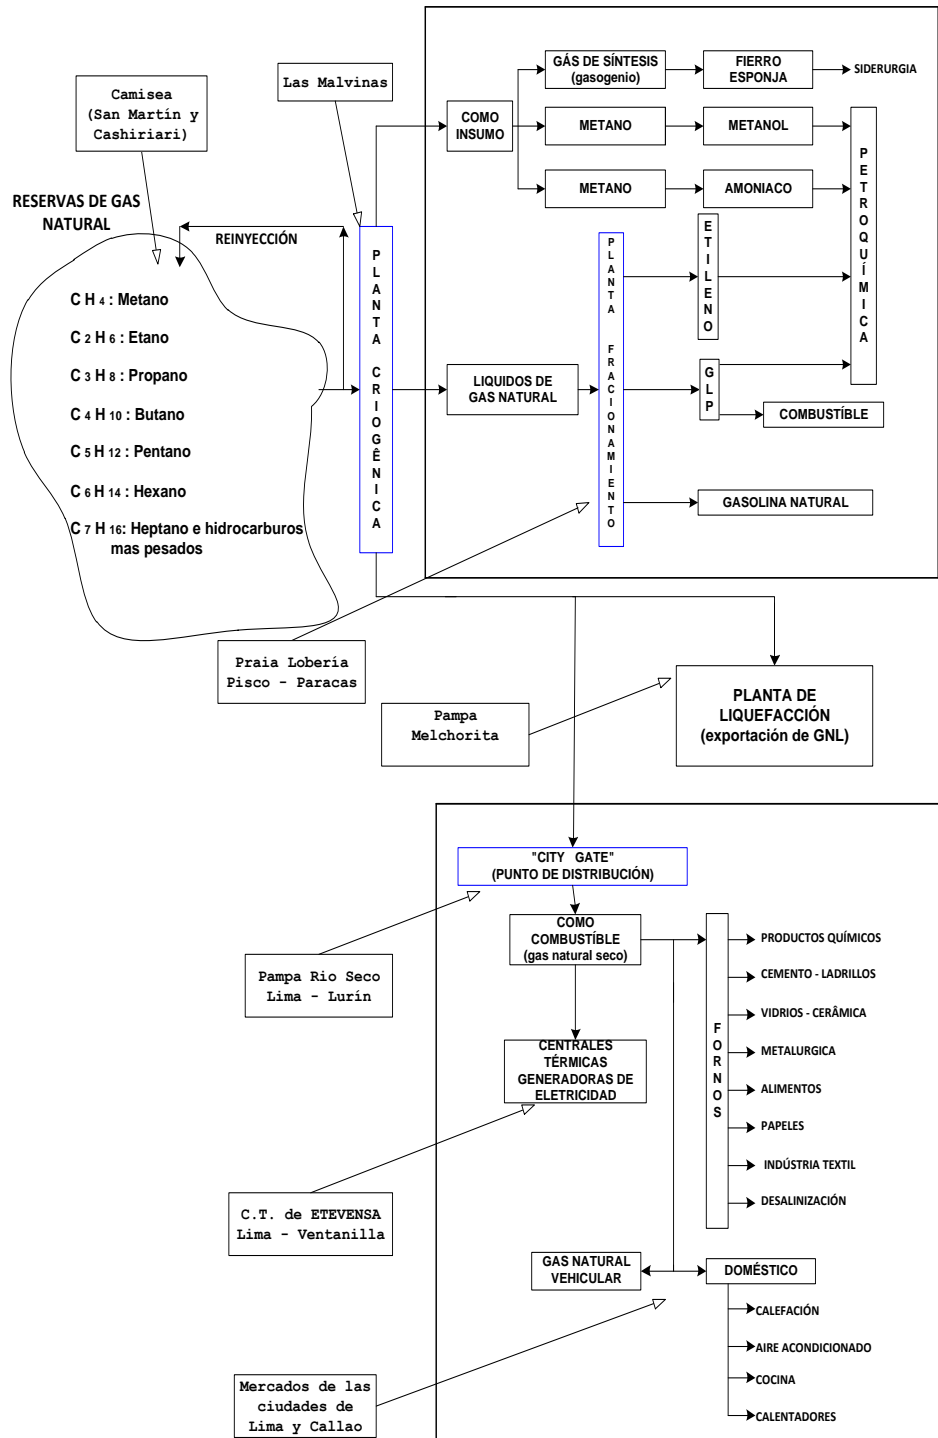 Camisea
(San Martín y
Cashiriari)
Las Malvinas
RESERVAS DE GAS
NATURAL
REINYECCIÓN
C H 4 : Metano
C 2 H 6 : Etano
C 3 H 8 : Propano
C 4 H 10 : Butano
C 5 H 12 : Pentano
C 6 H 14 : Hexano
C 7 H 16: Heptano e hidrocarburos
mas pesados
PLANTA CRIOGÊNICA
COMO
INSUMO
GÁS DE SÍNTESIS
(gasogenio)
FIERRO
ESPONJA
SIDERURGIA
METANO
METANOL
METANO
AMONIACO
PETROQUÍMICA
LIQUIDOS DE
GAS NATURAL
PLANTA FRACIONAMIENTO
ETILENO
GLP
COMBUSTÍBLE
GASOLINA NATURAL
Praia Lobería
Pisco - Paracas
Pampa
Melchorita
PLANTA DE
LIQUEFACCIÓN
(exportación de GNL)
"CITY GATE"
(PUNTO DE DISTRIBUCIÓN)
Pampa Rio Seco
Lima - Lurín
COMO
COMBUSTÍBLE
(gas natural seco)
CENTRALES
TÉRMICAS
GENERADORAS DE
ELETRICIDAD
C.T. de ETEVENSA
Lima - Ventanilla
FORNOS
PRODUCTOS QUÍMICOS
CEMENTO - LADRILLOS
VIDRIOS - CERÂMICA
METALURGICA
ALIMENTOS
PAPELES
INDÚSTRIA TEXTIL
DESALINIZACIÓN
GAS NATURAL
VEHICULAR
DOMÉSTICO
CALEFACIÓN
AIRE ACONDICIONADO
COCINA
CALENTADORES
Mercados de las
ciudades de
Lima y Callao